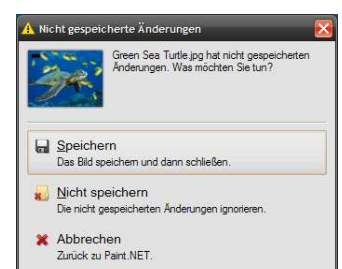 Nicht gespeicherte Änderungen
Green Sea Turtle.jpg hat nicht gespeicherten
Änderungen. Was möchten Sie tun?
Speichern
Das Bild speichern und dann schließen.
Nicht speichern
Die nicht gespeicherten Änderungen ignorieren.
Abbrechen
Zurück zu Paint.NET.